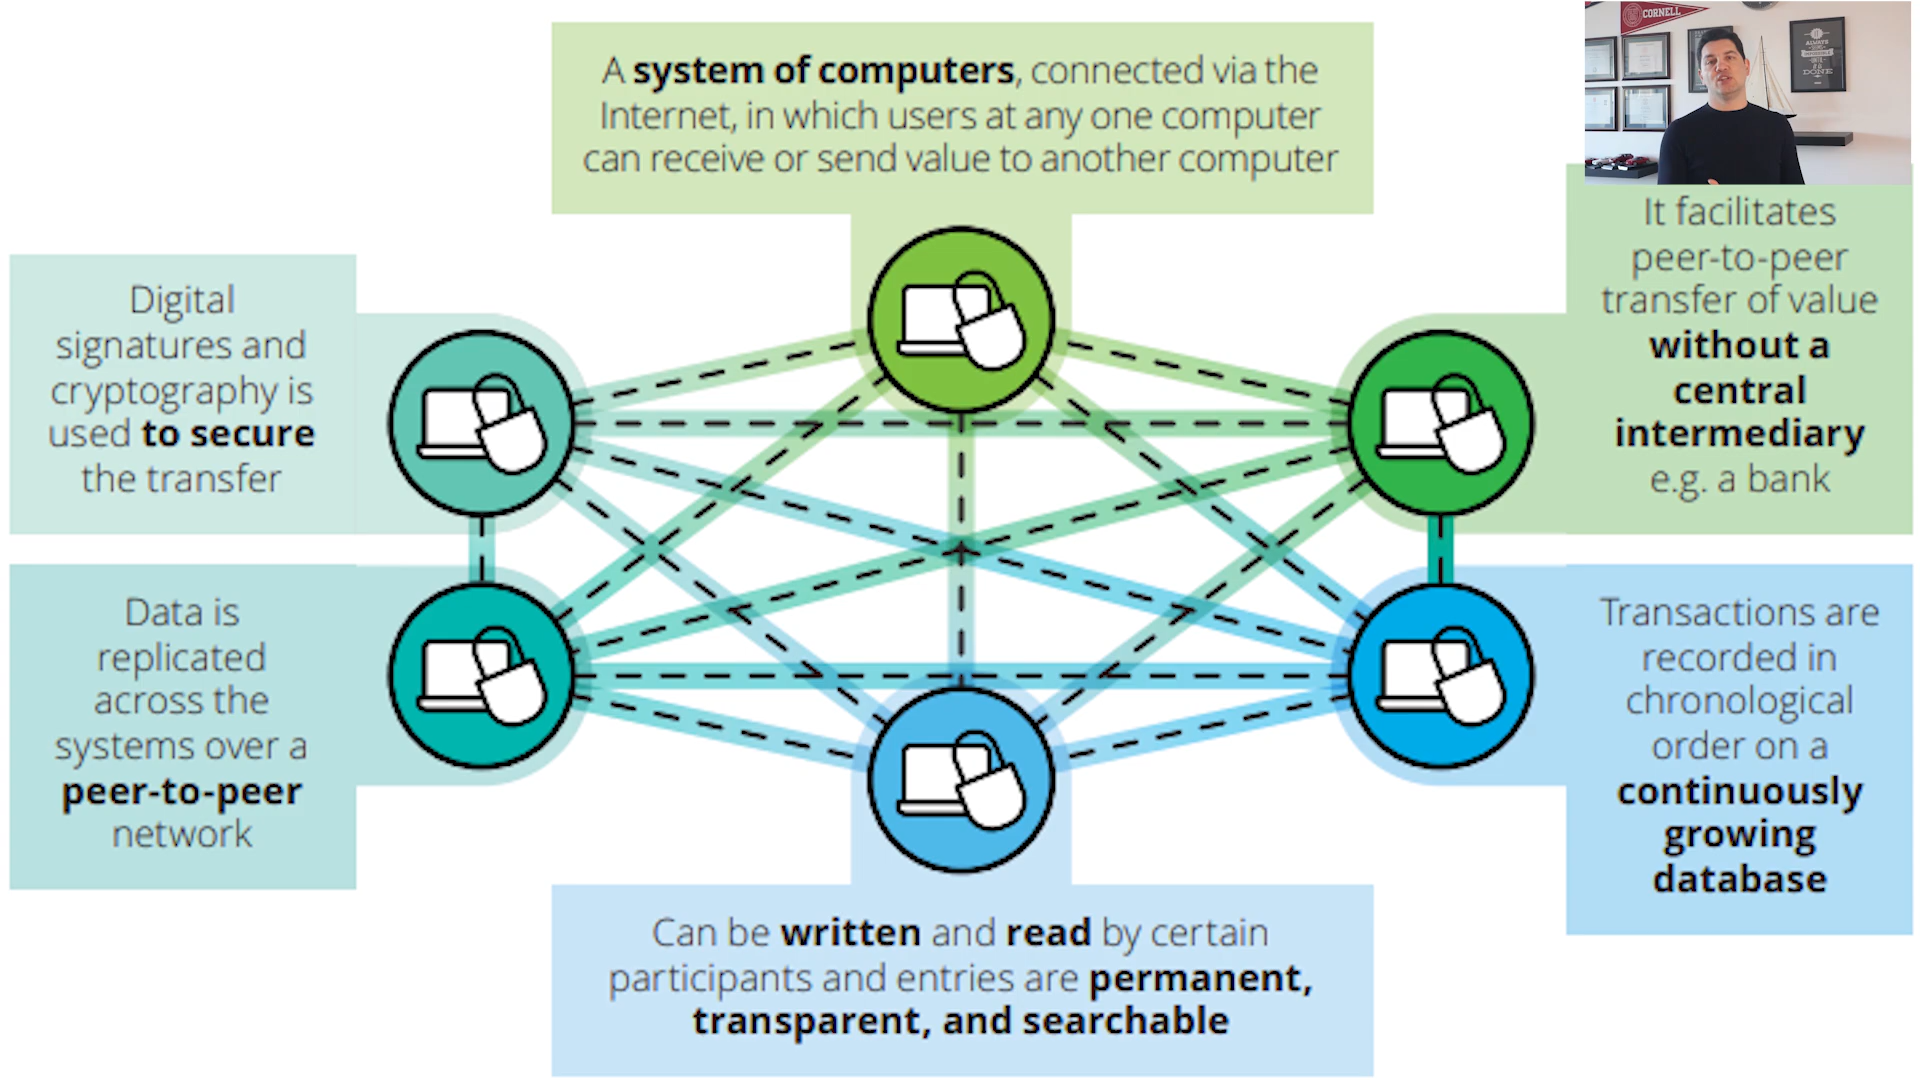 A system of computers, connected via the
Internet, in which users at any one computer
can receive or send value to another computer
CORNELL
ALWAYS
DONE
It facilitates
peer-to-peer
transfer of value
without a
central
intermediary
e.g. a bank
Digital
signatures and
cryptography is
used to secure
the transfer
Data is
replicated
across the
systems over a
peer-to-peer
network
Transactions are
recorded in
chronological
order on a
continuously
growing
database
Can be written and read by certain
participants and entries are permanent,
transparent, and searchable